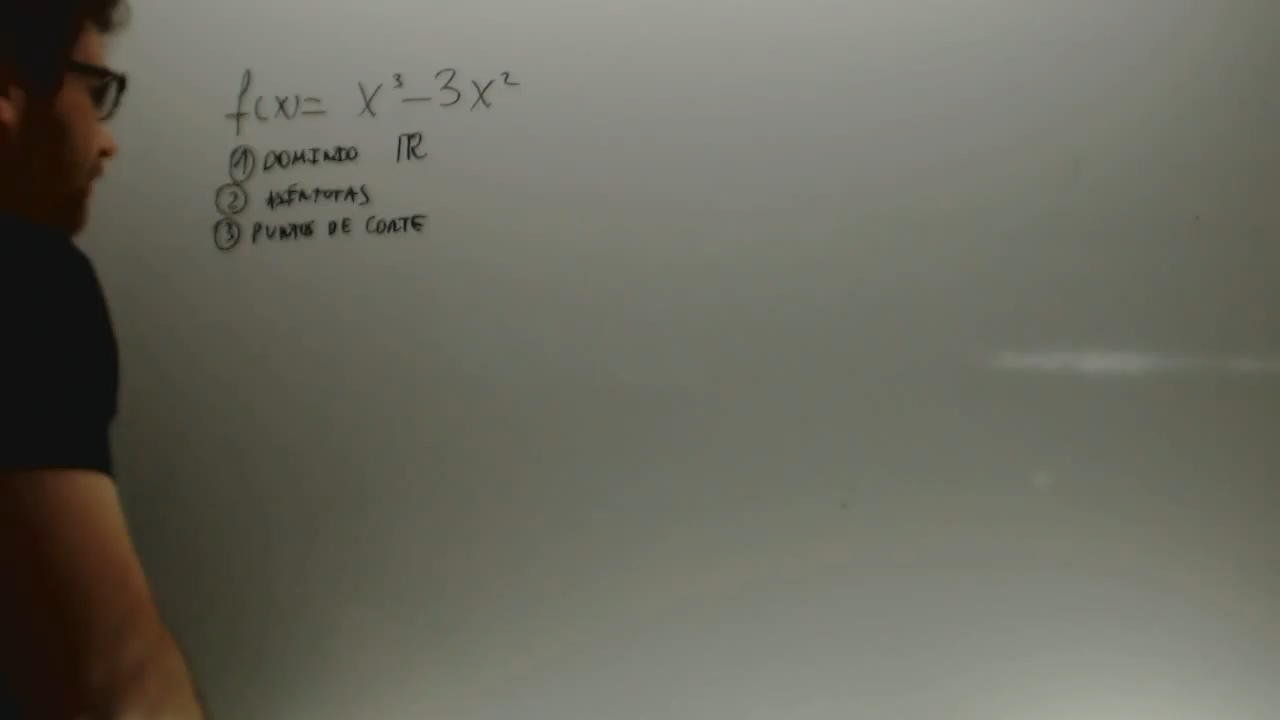 f(x)= x³-3x²
① DOMINIO ℝ
② ASÍNTOTAS
③ PUNTOS DE CORTE